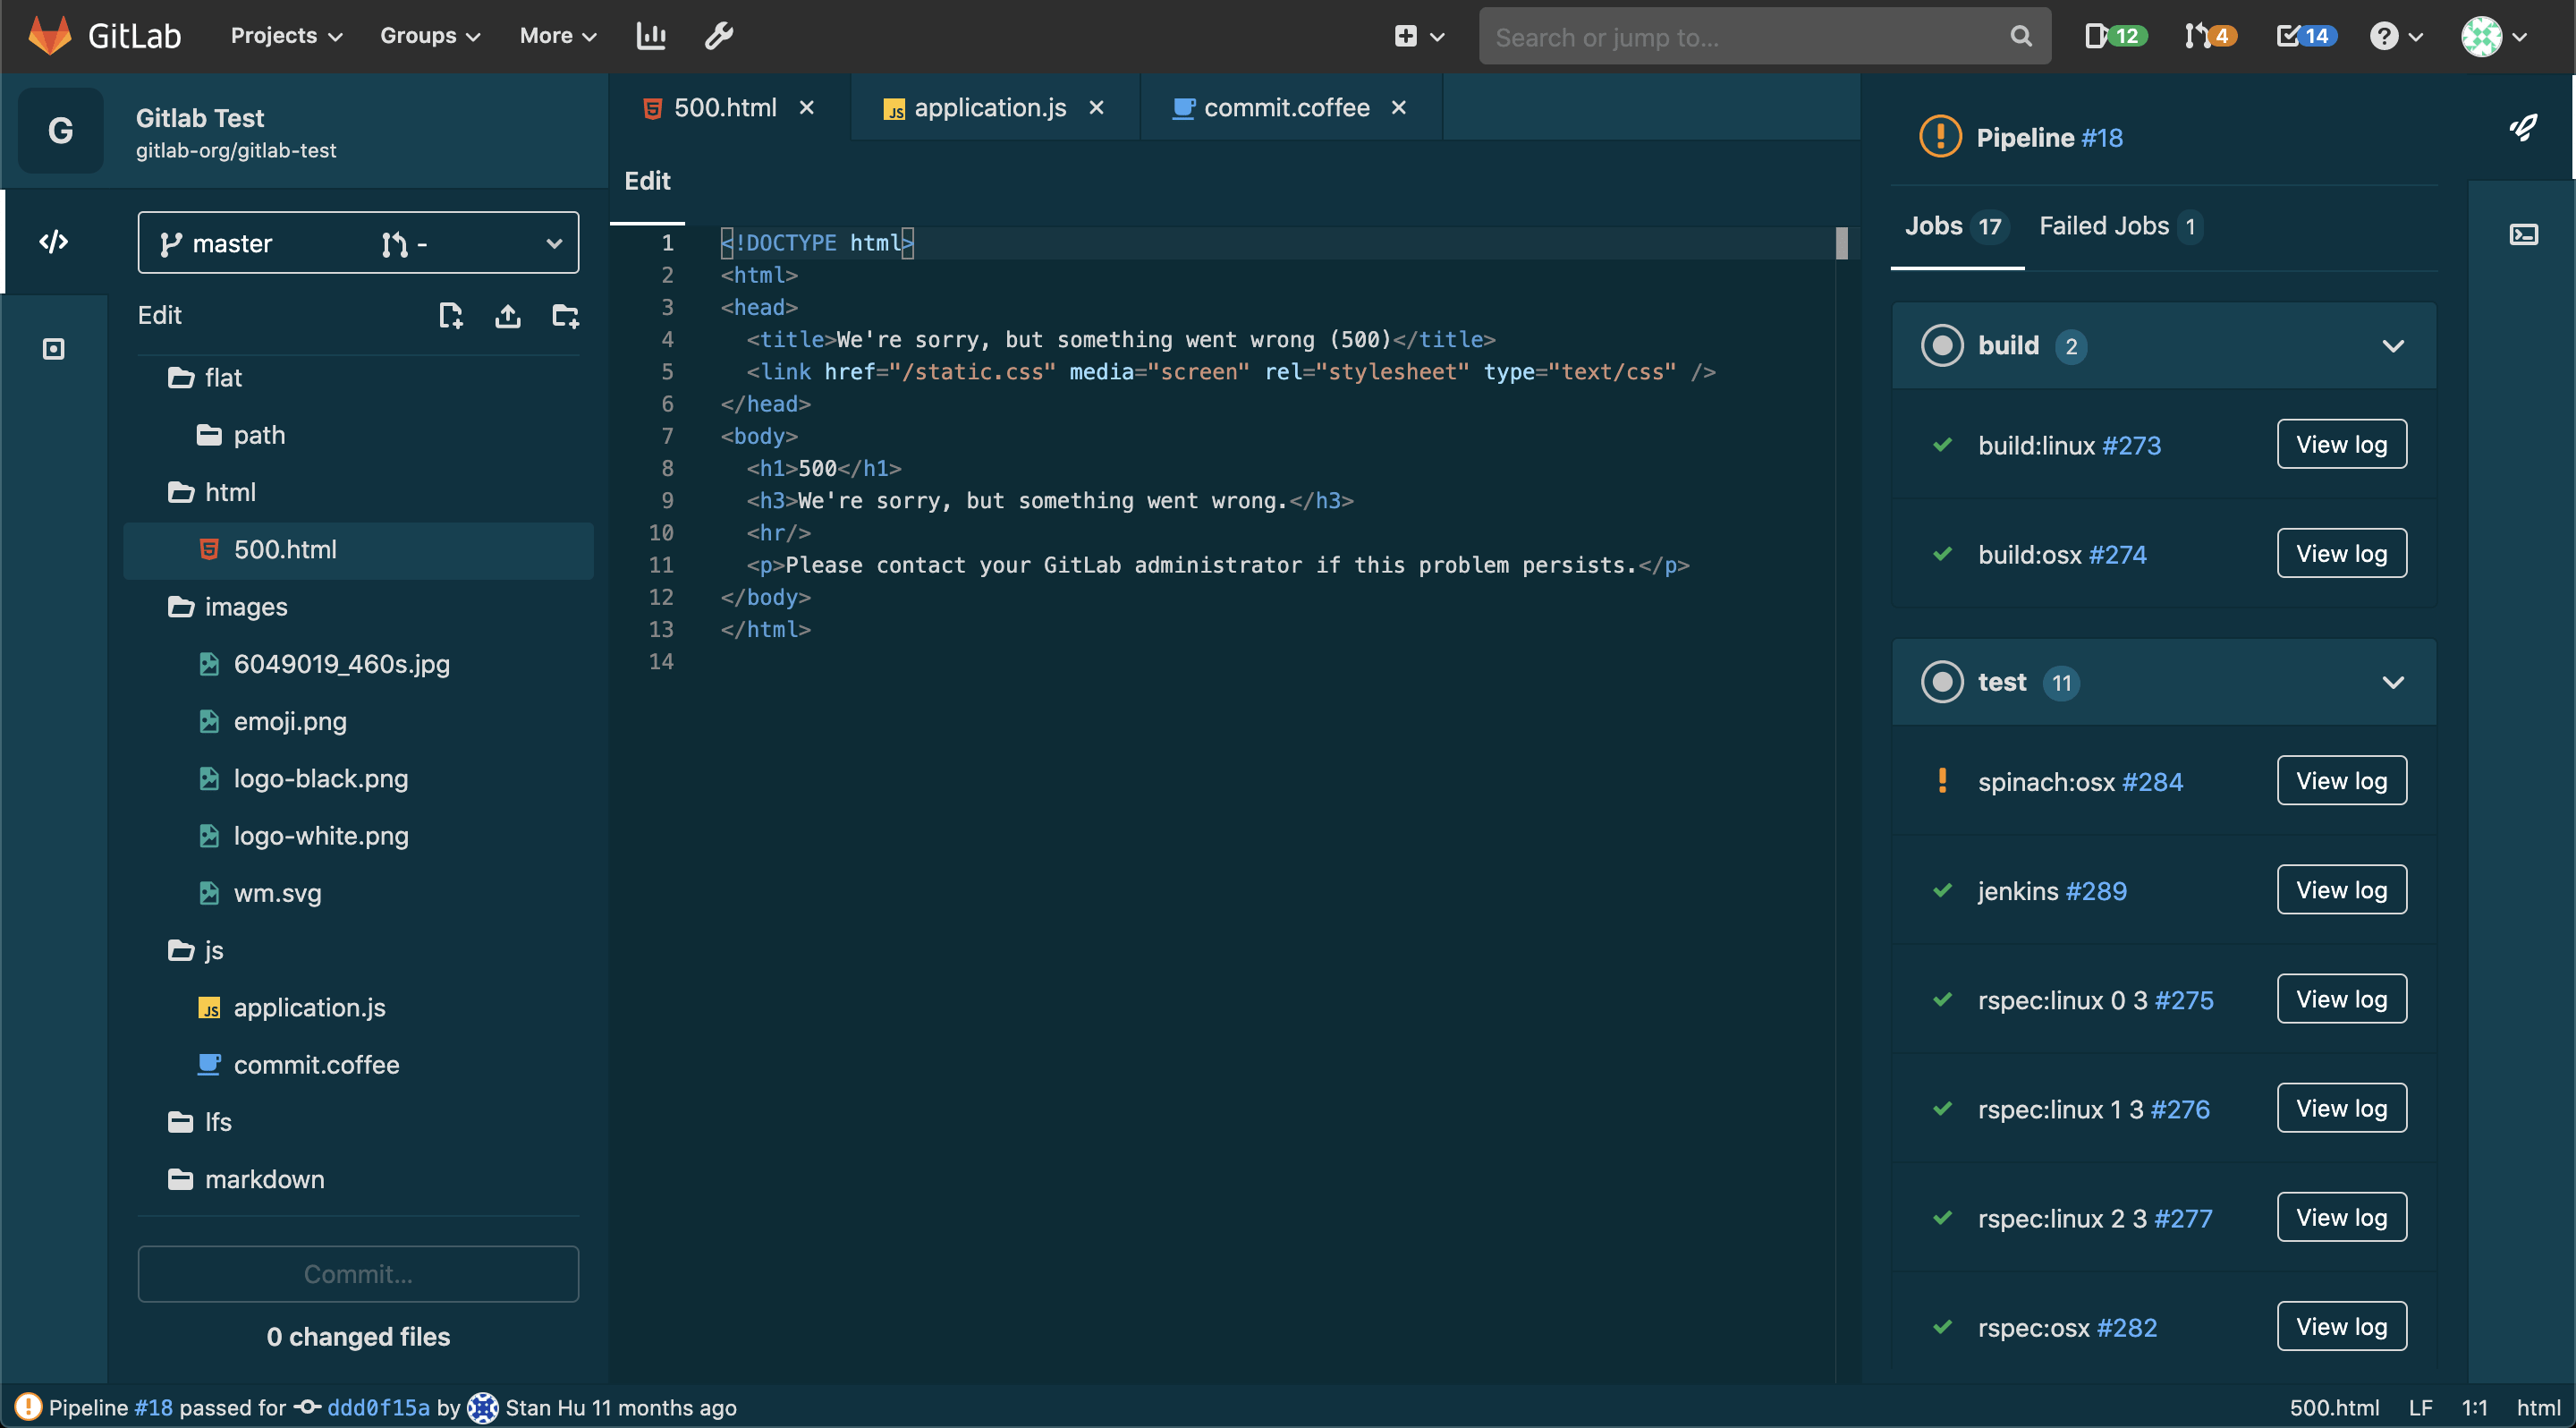 GitLab Projects Groups More Search or jump to... 12 4 14
G
Gitlab Test
gitlab-org/gitlab-test
master -
Edit
flat
path
html
500.html
images
6049019_460s.jpg
emoji.png
logo-black.png
logo-white.png
wm.svg
js
application.js
commit.coffee
lfs
markdown
Commit...
0 changed files
500.html application.js commit.coffee
Edit
1 <!DOCTYPE html>
2 <html>
3 <head>
4 <title>We're sorry, but something went wrong (500)</title>
5 <link href="/static.css" media="screen" rel="stylesheet" type="text/css" />
6 </head>
7 <body>
8 <h1>500</h1>
9 <h3>We're sorry, but something went wrong.</h3>
10 <hr/>
11 <p>Please contact your GitLab administrator if this problem persists.</p>
12 </body>
13 </html>
14
Pipeline #18
Jobs 17 Failed Jobs 1
build 2
build:linux #273 View log
build:osx #274 View log
test 11
spinach:osx #284 View log
jenkins #289 View log
rspec:linux 0 3 #275 View log
rspec:linux 1 3 #276 View log
rspec:linux 2 3 #277 View log
rspec:osx #282 View log
Pipeline #18 passed for ddd0f15a by Stan Hu 11 months ago
500.html LF 1:1 html